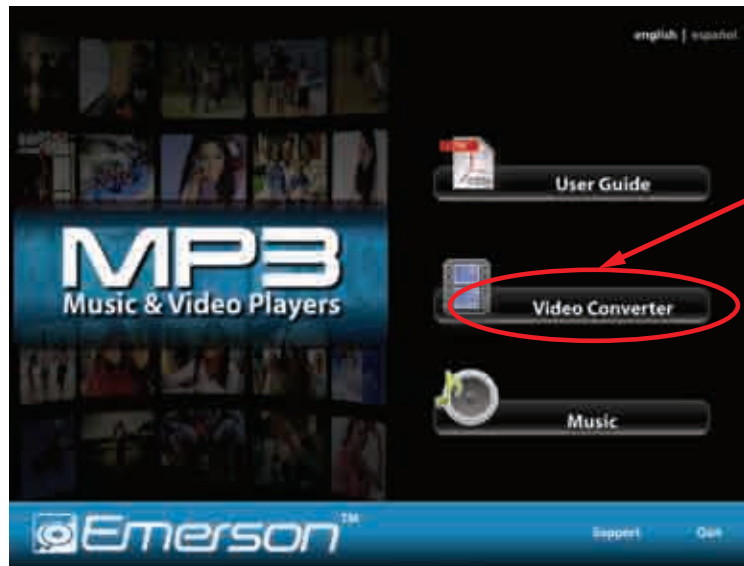 english | español
User Guide
MP3
Music & Video Players
Video Converter
Music
Emerson™
Support
Quit